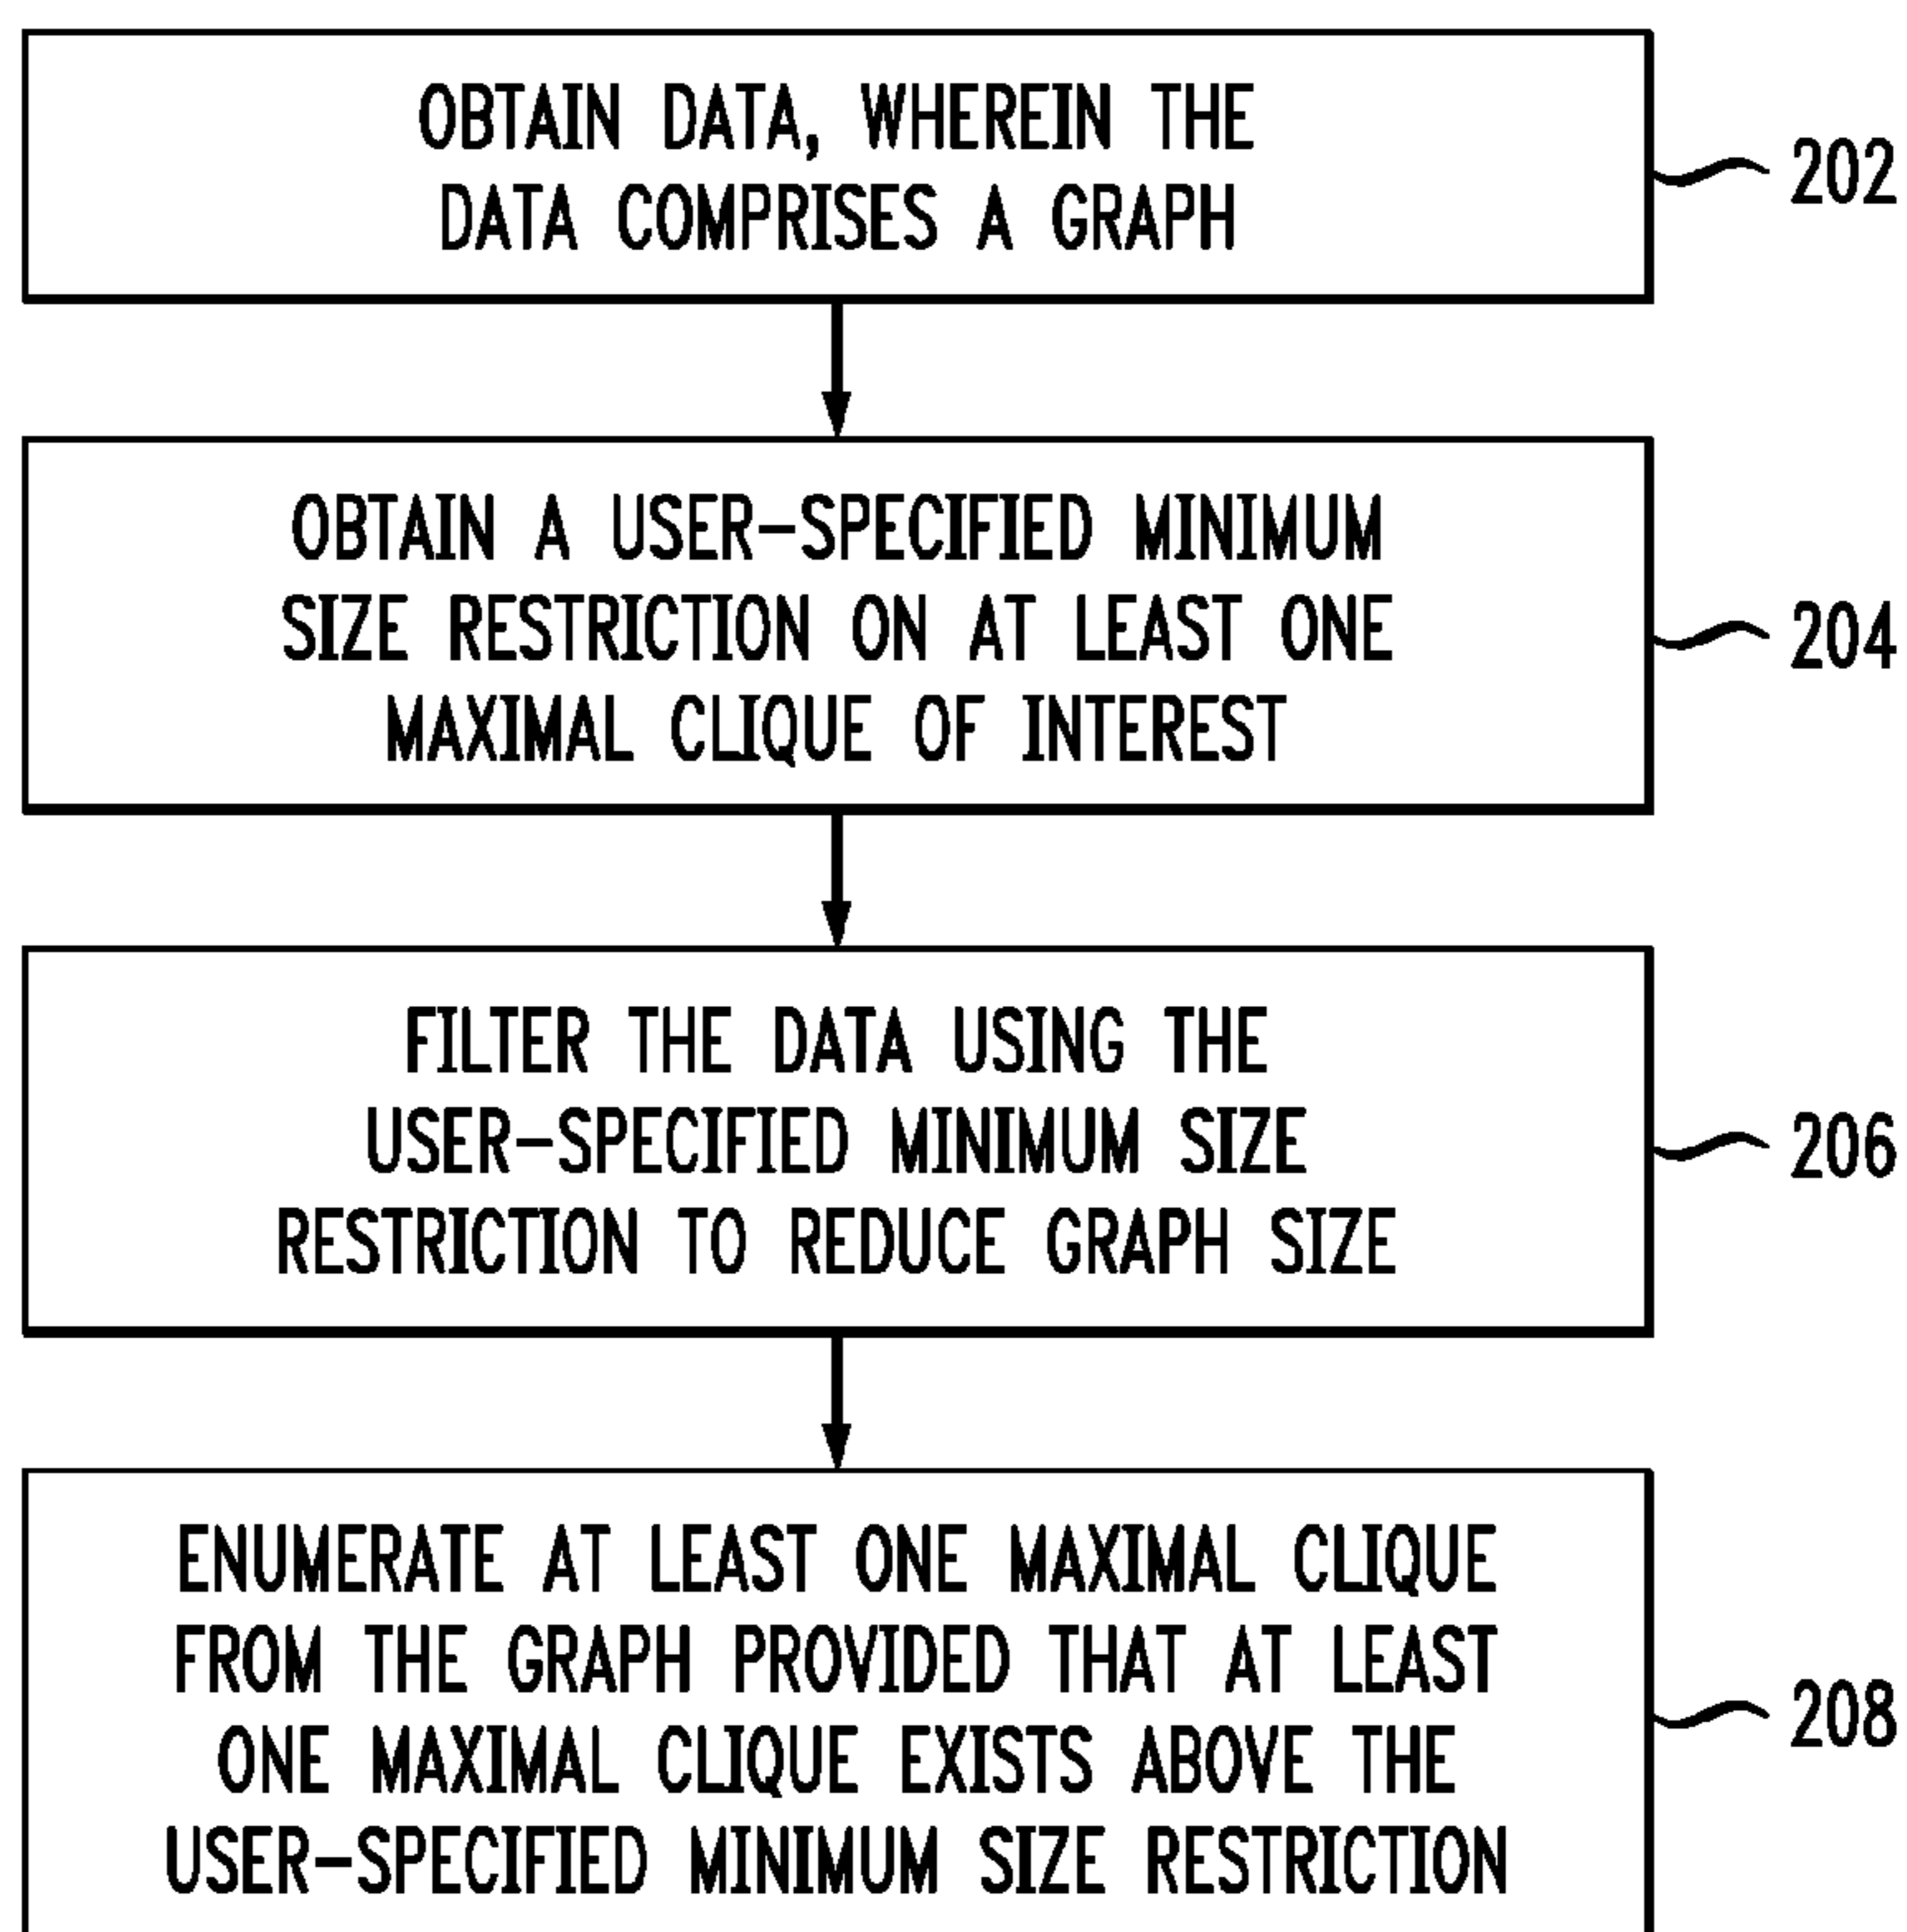 OBTAIN DATA, WHEREIN THE
DATA COMPRISES A GRAPH
202
OBTAIN A USER-SPECIFIED MINIMUM
SIZE RESTRICTION ON AT LEAST ONE
MAXIMAL CLIQUE OF INTEREST
204
FILTER THE DATA USING THE
USER-SPECIFIED MINIMUM SIZE
RESTRICTION TO REDUCE GRAPH SIZE
206
ENUMERATE AT LEAST ONE MAXIMAL CLIQUE
FROM THE GRAPH PROVIDED THAT AT LEAST
ONE MAXIMAL CLIQUE EXISTS ABOVE THE
USER-SPECIFIED MINIMUM SIZE RESTRICTION
208